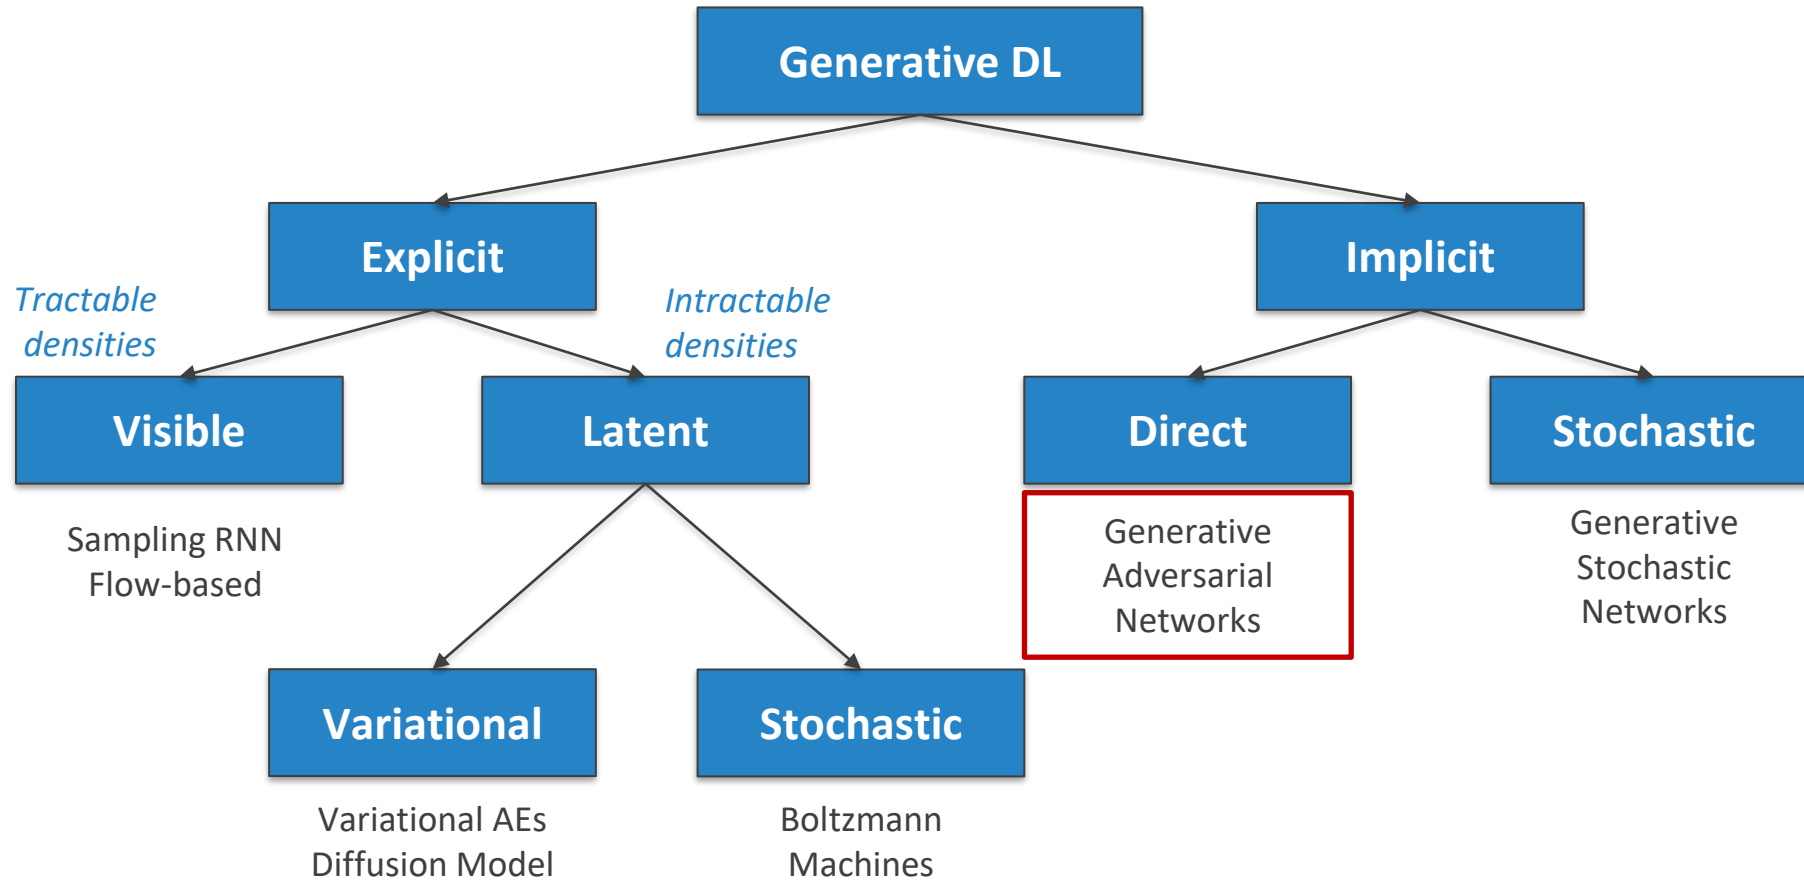 Generative DL
Explicit
Implicit
Tractable
densities
Intractable
densities
Visible
Latent
Direct
Stochastic
Sampling RNN
Flow-based
Generative
Adversarial
Networks
Generative
Stochastic
Networks
Variational
Stochastic
Variational AEs
Diffusion Model
Boltzmann
Machines